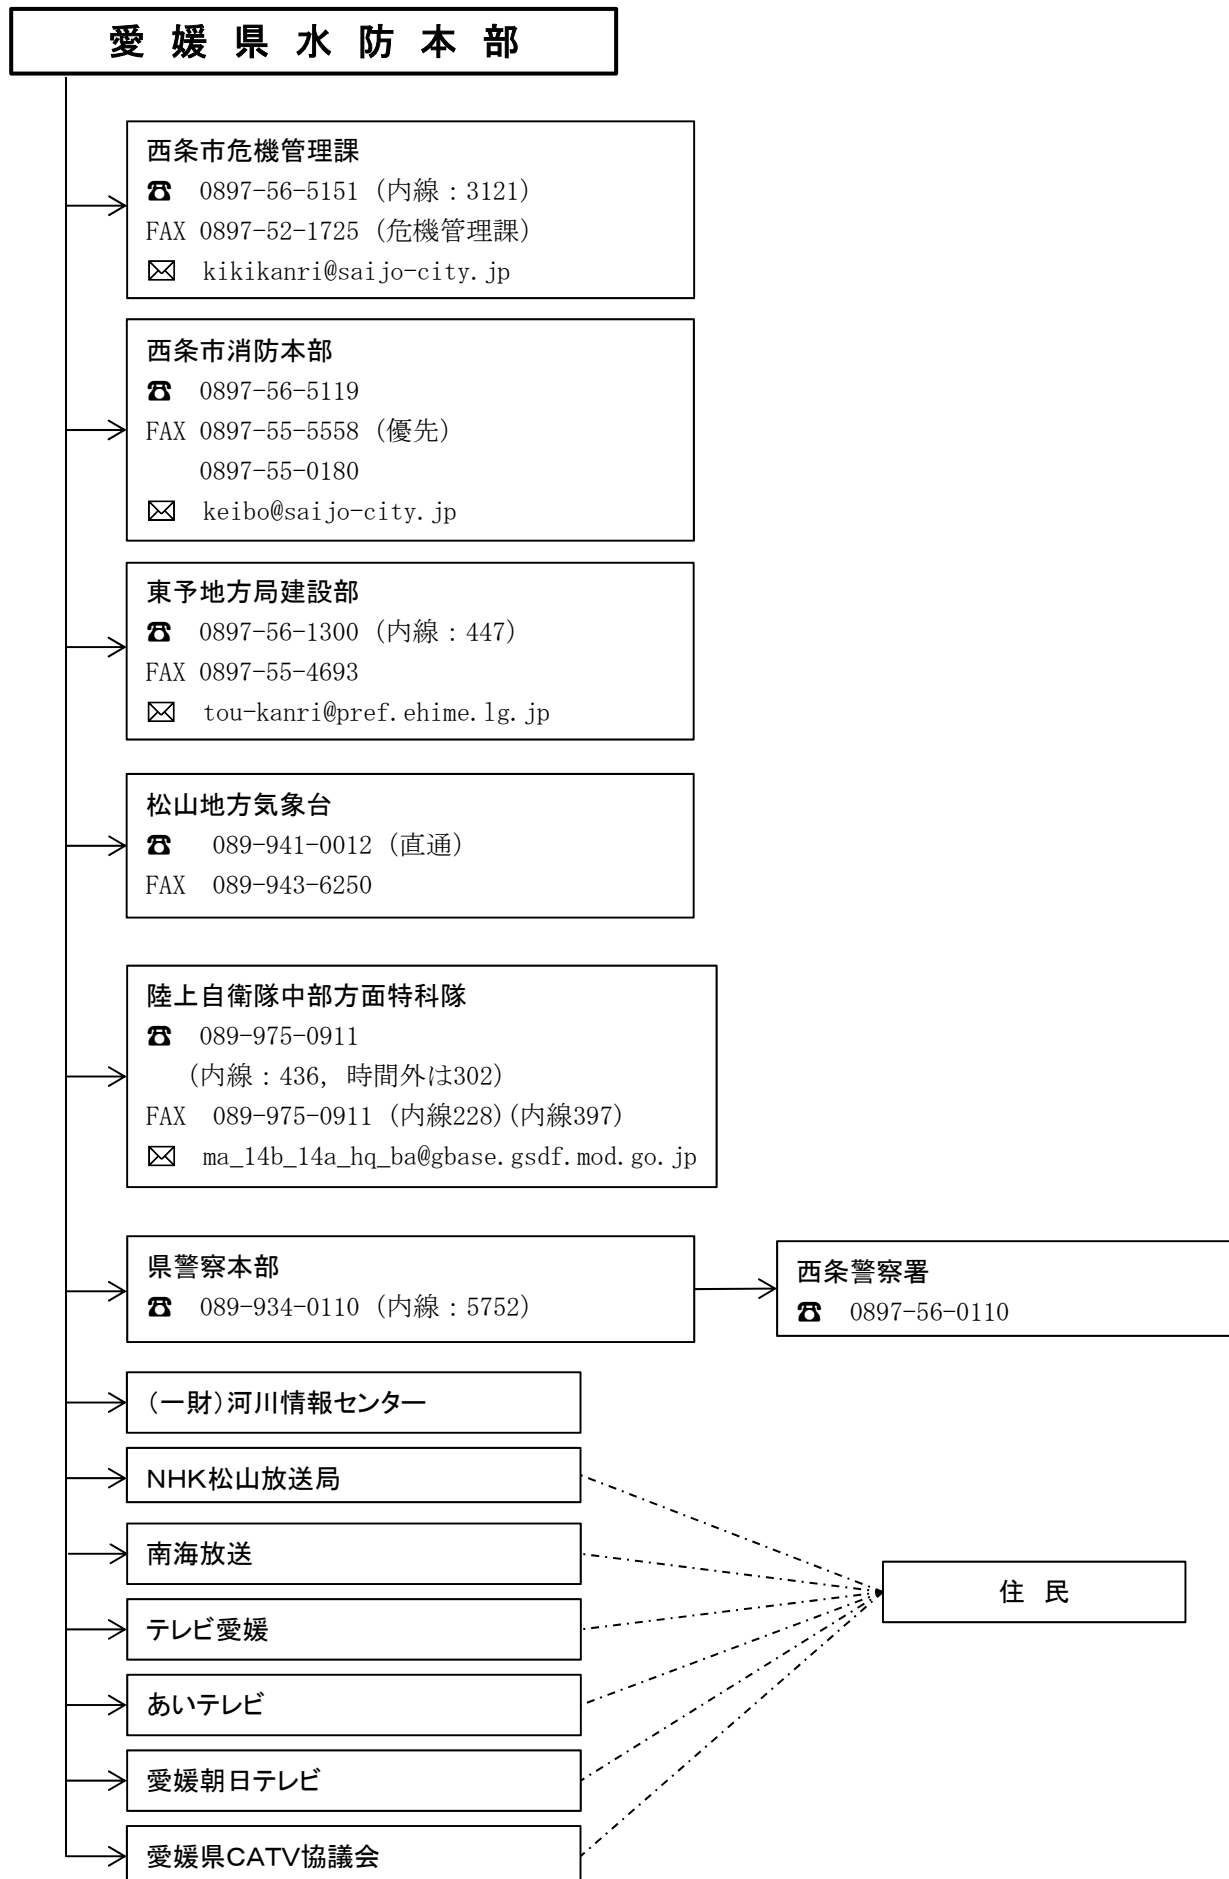 愛媛県水防本部
西条市危機管理課
☎ 0897-56-5151（内線：3121）
FAX 0897-52-1725（危機管理課）
✉ kikikanri@saijo-city.jp
西条市消防本部
☎ 0897-56-5119
FAX 0897-55-5558（優先）
0897-55-0180
✉ keibo@saijo-city.jp
東予地方局建設部
☎ 0897-56-1300（内線：447）
FAX 0897-55-4693
✉ tou-kanri@pref.ehime.lg.jp
松山地方気象台
☎ 089-941-0012（直通）
FAX 089-943-6250
陸上自衛隊中部方面特科隊
☎ 089-975-0911
（内線：436, 時間外は302）
FAX 089-975-0911（内線228）（内線397）
✉ ma_14b_14a_hq_ba@gbase.gsdf.mod.go.jp
県警察本部
☎ 089-934-0110（内線：5752）
西条警察署
☎ 0897-56-0110
（一財）河川情報センター
NHK松山放送局
南海放送
テレビ愛媛
あいテレビ
愛媛朝日テレビ
愛媛県CATV協議会
住 民